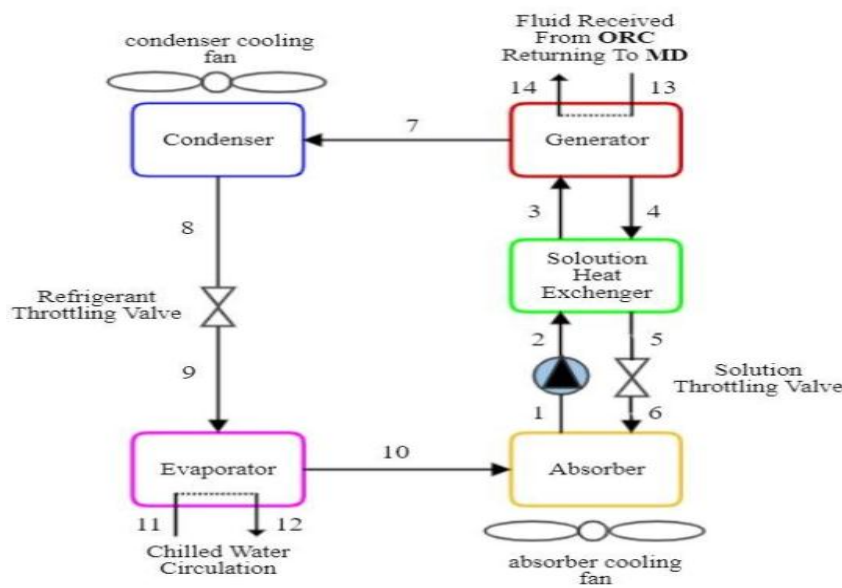 condenser cooling
fan
Fluid Received
From ORC
Returning To MD
14
13
Condenser
7
Generator
8
3
4
Soloution
Heat
Exchenger
Refrigerant
Throttling Valve
2
5
Solution
Throttling Valve
9
1
6
Evaporator
10
Absorber
11
12
Chilled Water
Circulation
absorber cooling
fan